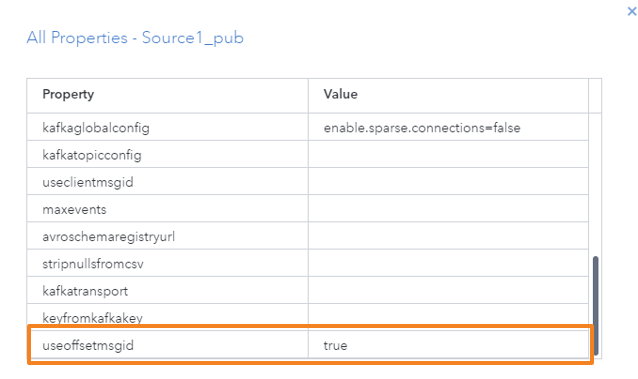 All Properties - Source1_pub
Property Value
kafkaglobalconfig enable.sparse.connections=false
kafkatopicconfig
useclientmsgid
maxevents
avroschemaregistryurl
stripnullsfromcsv
kafkatransport
keyfromkafkakey
useoffsetmsgid true